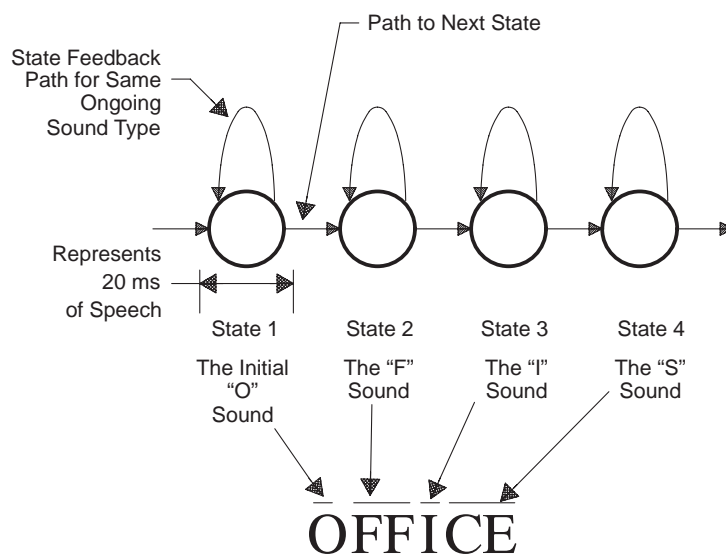 Path to Next State
State Feedback
Path for Same
Ongoing
Sound Type
Represents
20 ms
of Speech
State 1
State 2
State 3
State 4
The Initial
“O”
Sound
The “F”
Sound
The “I”
Sound
The “S”
Sound
OFFICE